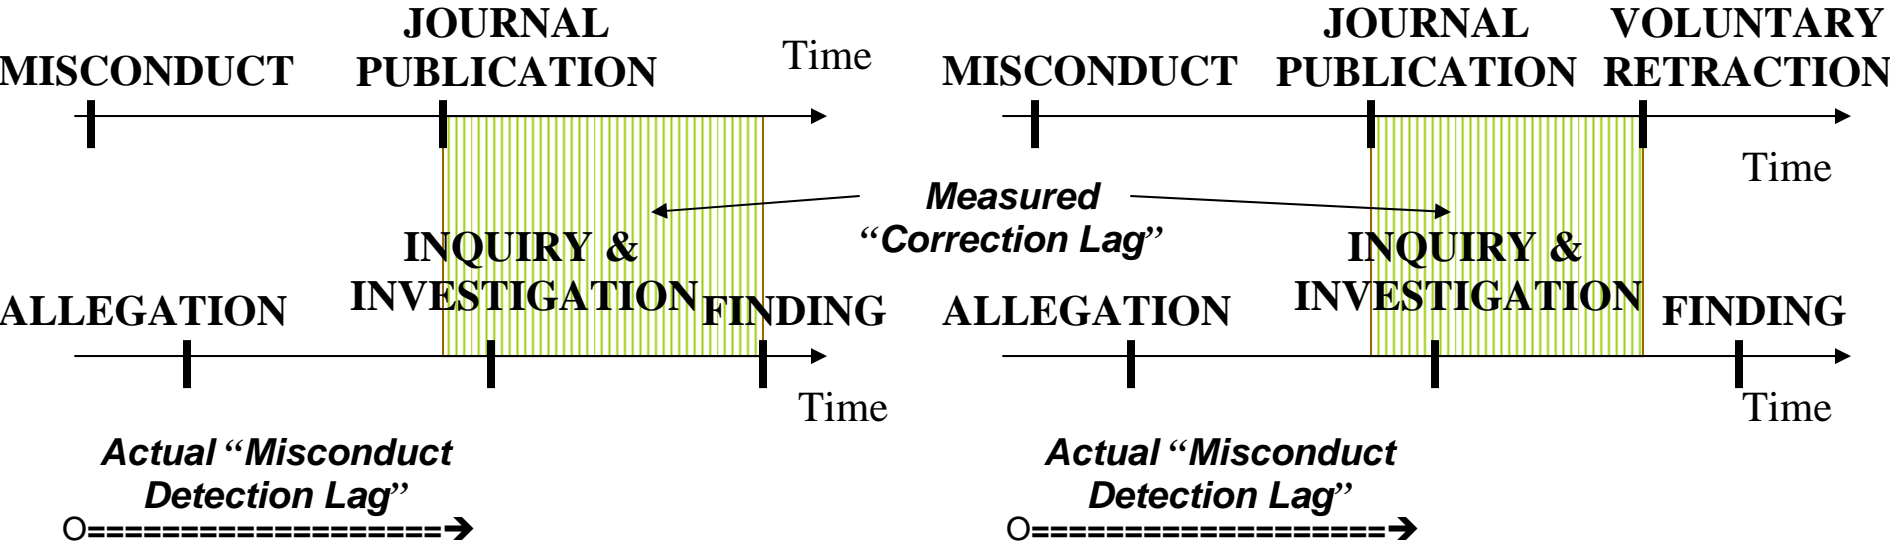 JOURNAL
PUBLICATION
MISCONDUCT
Time
INQUIRY &
INVESTIGATION
ALLEGATION
FINDING
Time
Actual “Misconduct
Detection Lag”
O===================➔
Measured
“Correction Lag”
JOURNAL
PUBLICATION
VOLUNTARY
RETRACTION
MISCONDUCT
Time
INQUIRY &
INVESTIGATION
ALLEGATION
FINDING
Time
Actual “Misconduct
Detection Lag”
O===================➔